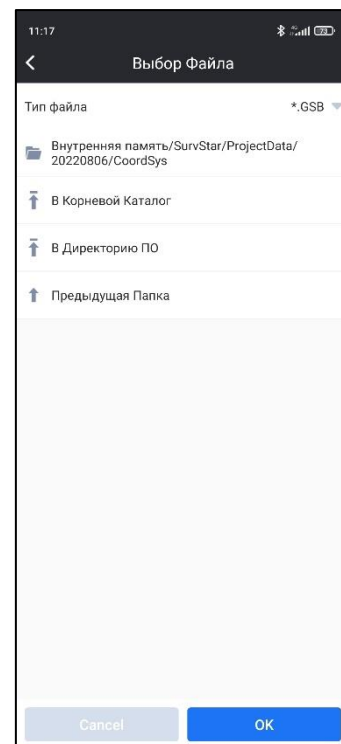 11:17
Выбор Файла
Тип файла *.GSB
Внутренняя память/SurvStar/ProjectData/
20220806/CoordSys
В Корневой Каталог
В Директорию ПО
Предыдущая Папка
Cancel OK